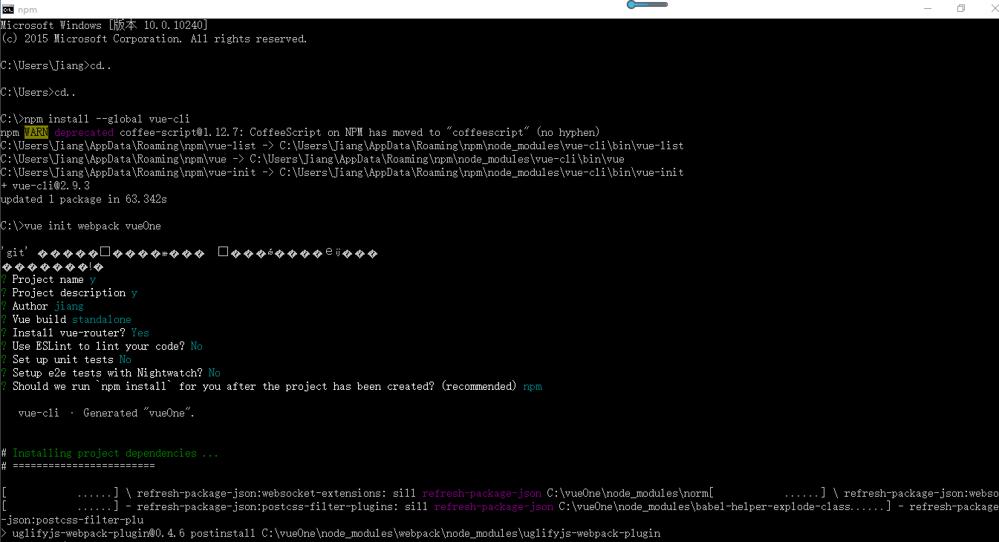 npm
Microsoft Windows [版本 10.0.10240]
(c) 2015 Microsoft Corporation. All rights reserved.
C:\Users\Jiang>cd..
C:\Users>cd..
C:\>npm install --global vue-cli
npm WARN deprecated coffee-script@1.12.7: CoffeeScript on NPM has moved to "coffeescript" (no hyphen)
C:\Users\Jiang\AppData\Roaming\npm\vue-list -> C:\Users\Jiang\AppData\Roaming\npm\node_modules\vue-cli\bin\vue-list
C:\Users\Jiang\AppData\Roaming\npm\vue -> C:\Users\Jiang\AppData\Roaming\npm\node_modules\vue-cli\bin\vue
C:\Users\Jiang\AppData\Roaming\npm\vue-init -> C:\Users\Jiang\AppData\Roaming\npm\node_modules\vue-cli\bin\vue-init
+ vue-cli@2.9.3
updated 1 package in 63.342s
C:\>vue init webpack vueOne
'git'
? Project name y
? Project description y
? Author jiang
? Vue build standalone
? Install vue-router? Yes
? Use ESLint to lint your code? No
? Set up unit tests No
? Setup e2e tests with Nightwatch? No
? Should we run `npm install` for you after the project has been created? (recommended) npm
vue-cli · Generated "vueOne".
# Installing project dependencies ...
# ========================
[ ......] \ refresh-package-json:websocket-extensions: sill refresh-package-json C:\vueOne\node_modules\norm[ ......] \ refresh-package-json:webso
[ ......] - refresh-package-json:postcss-filter-plugins: sill refresh-package-json C:\vueOne\node_modules\babel-helper-explode-class......] - refresh-package
-json:postcss-filter-plu
> uglifyjs-webpack-plugin@0.4.6 postinstall C:\vueOne\node_modules\webpack\node_modules\uglifyjs-webpack-plugin